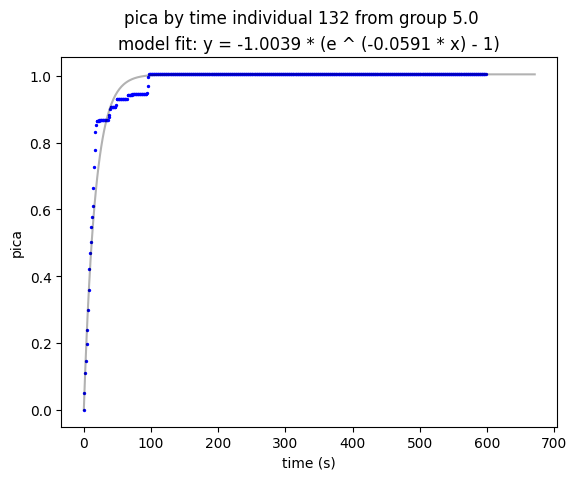 pica by time individual 132 from group 5.0
model fit: y = -1.0039 * (e ^ (-0.0591 * x) - 1)
1.0
0.8
0.6
0.4
0.2
0.0
pica
0 100 200 300 400 500 600 700
time (s)